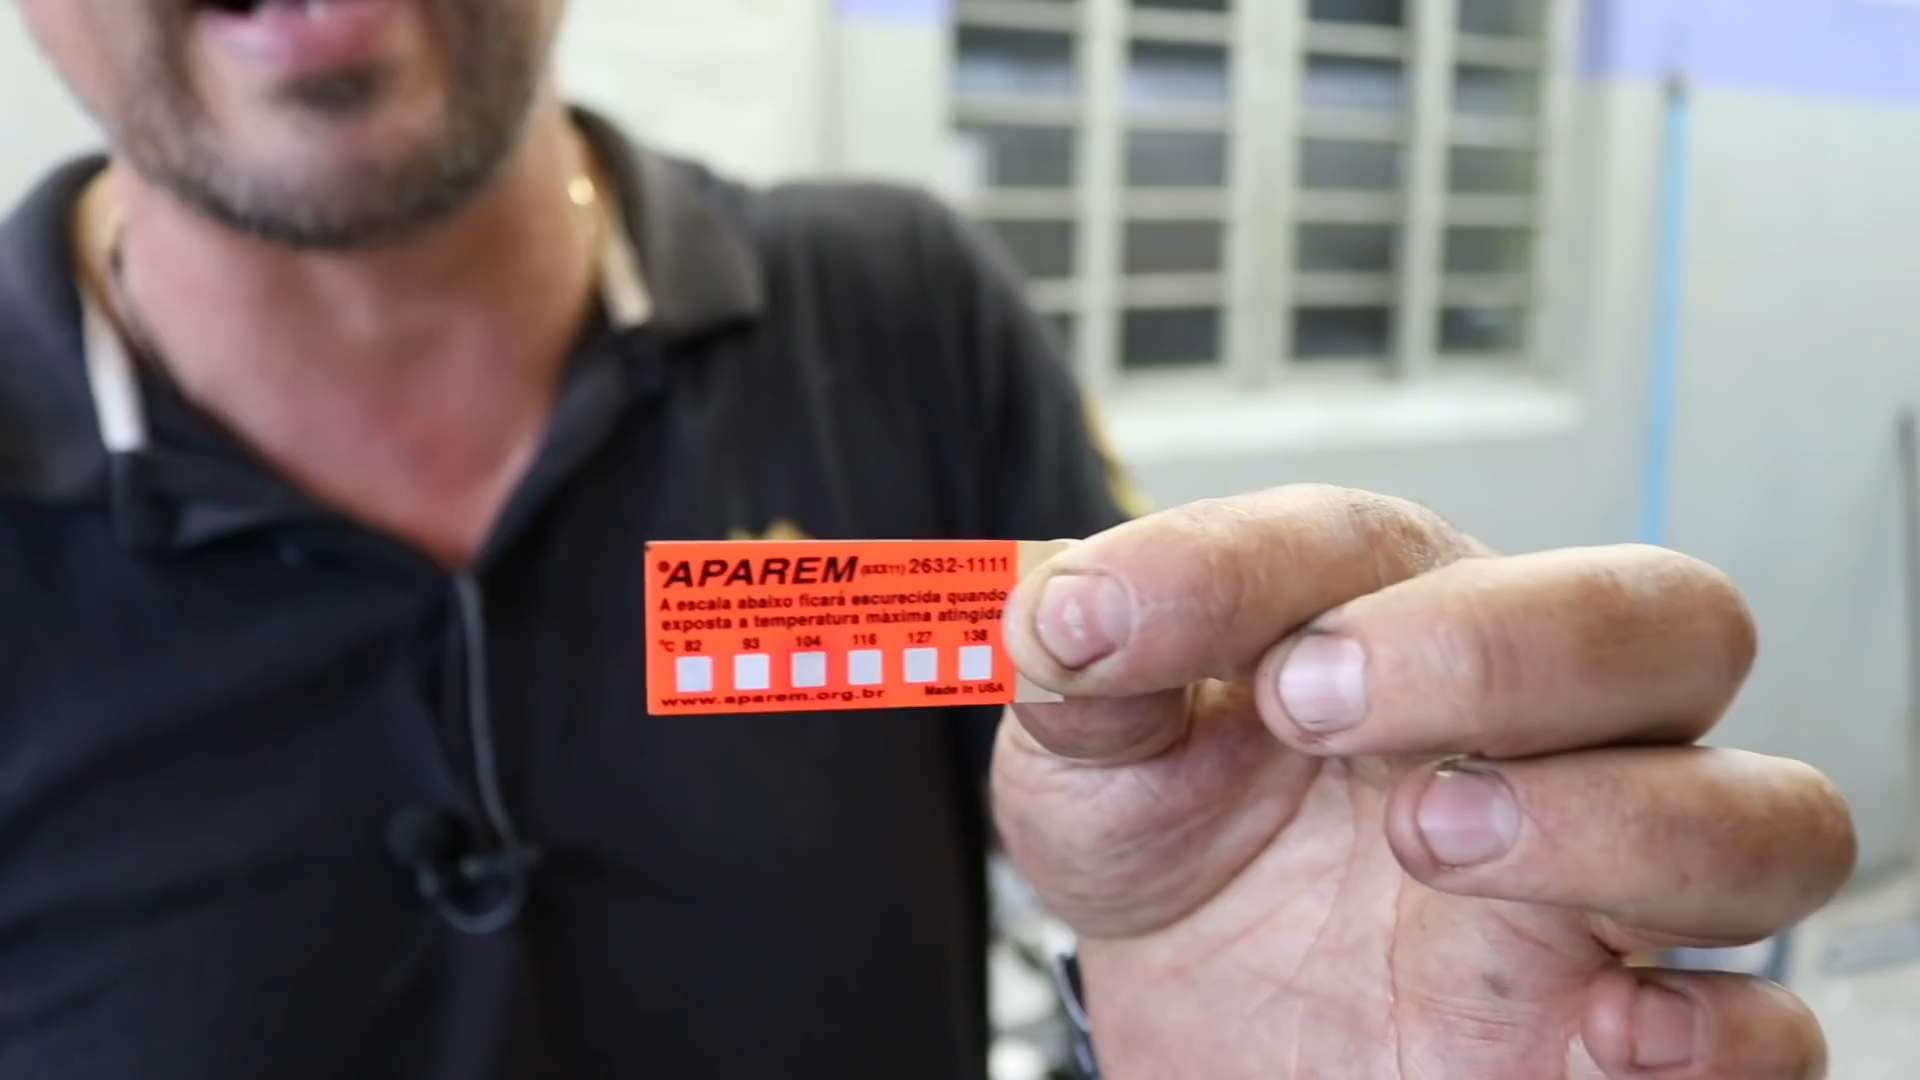 APAREM (0XX11) 2632-1111
A escala abaixo ficará escurecida quando
exposta a temperatura màxima atingida
°C 82 93 104 116 127 138
www.aparem.org.br Made in USA